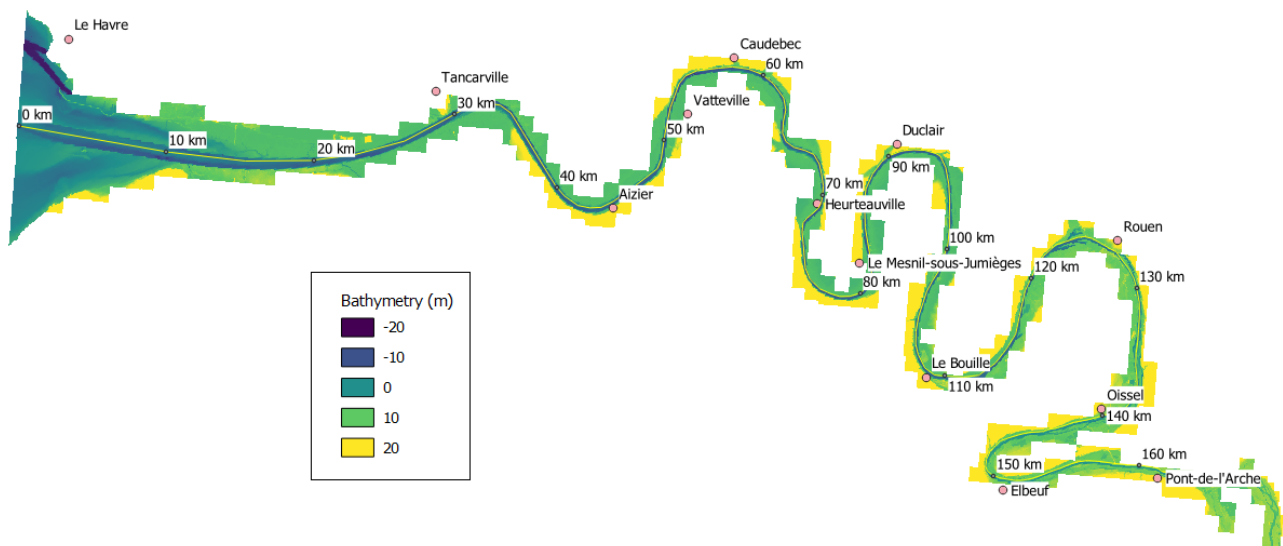 Le Havre
0 km
10 km
20 km
Tancarville
30 km
40 km
Aizier
50 km
Vatteville
Caudebec
60 km
70 km
Heurteauville
80 km
Le Mesnil-sous-Jumièges
Duclair
90 km
100 km
Le Bouille
110 km
120 km
Rouen
130 km
Oissel
140 km
150 km
Elbeuf
160 km
Pont-de-l'Arche
Bathymetry (m)
-20
-10
0
10
20